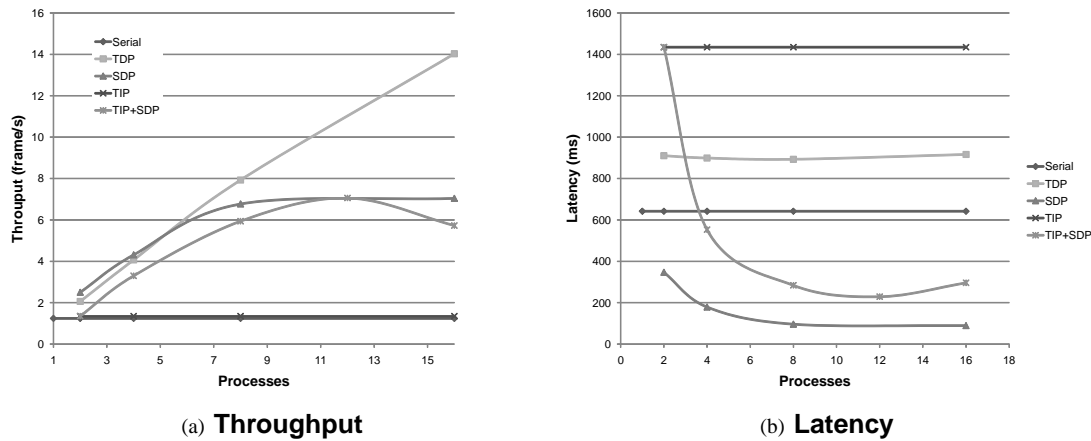 16
14
12
10
8
6
4
2
0
Throuput (frame/s)
Serial
TDP
SDP
TIP
TIP+SDP
1 3 5 7 9 11 13 15
Processes
(a) Throughput
1600
1400
1200
1000
800
600
400
200
0
Latency (ms)
0 2 4 6 8 10 12 14 16 18
Processes
Serial
TDP
SDP
TIP
TIP+SDP
(b) Latency